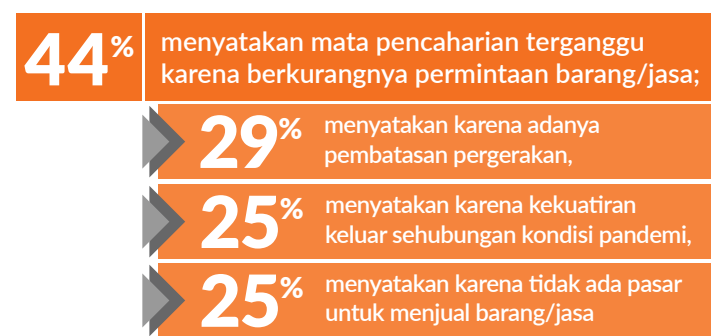 44% menyatakan mata pencaharian terganggu
karena berkurangnya permintaan barang/jasa;
29% menyatakan karena adanya
pembatasan pergerakan,
25% menyatakan karena kekuatiran
keluar sehubungan kondisi pandemi,
25% menyatakan karena tidak ada pasar
untuk menjual barang/jasa